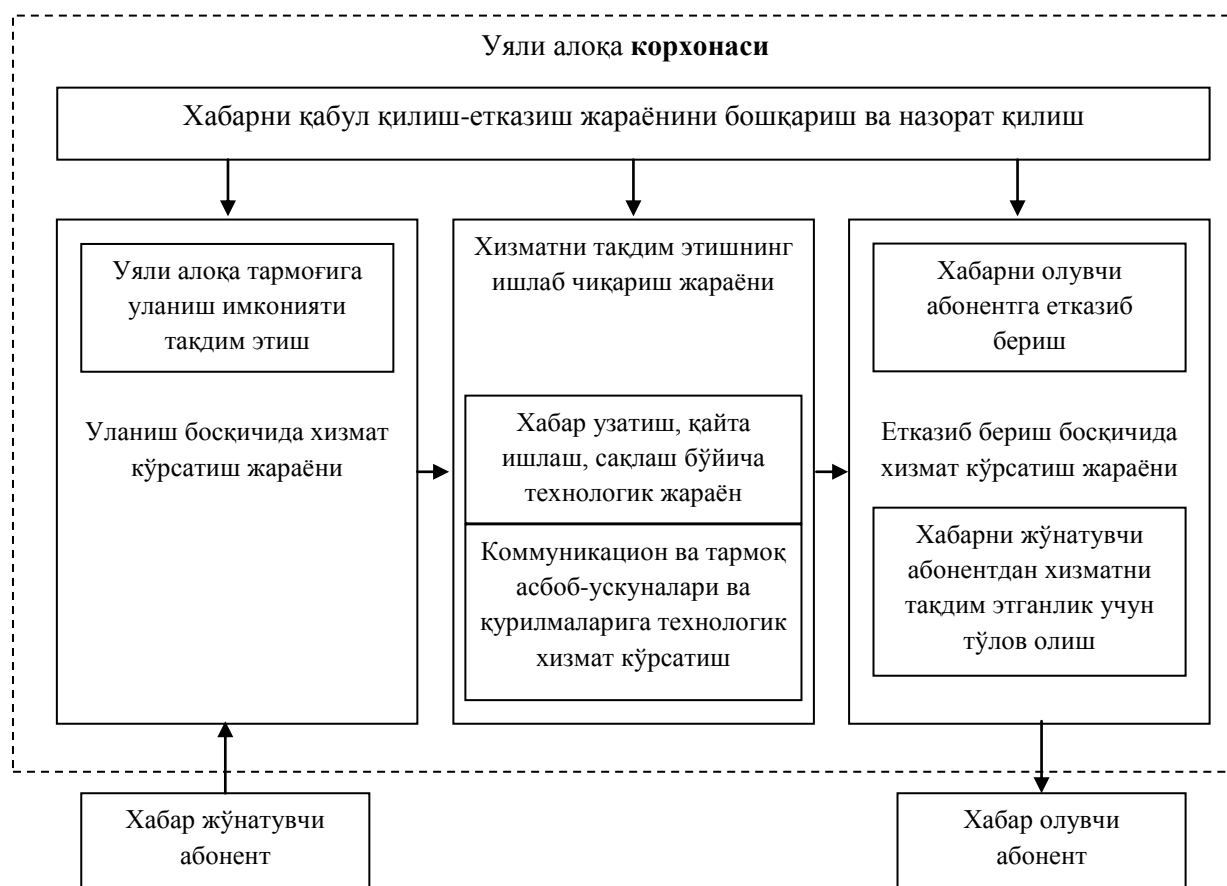 Уяли алоқа корхонаси
Хабарни қабул қилиш-етказиш жараёнини бошқариш ва назорат қилиш
Уяли алоқа тармоғига
уланиш имконияти
тақдим этиш
Уланиш босқичида хизмат
кўрсатиш жараёни
Хизматни тақдим этишнинг
ишлаб чиқариш жараёни
Хабар узатиш, қайта
ишлаш, сақлаш бўйича
технологик жараён
Коммуникацион ва тармоқ
асбоб-ускуналари ва
қурилмаларига технологик
хизмат кўрсатиш
Хабарни олувчи
абонентга етказиб
бериш
Етказиб бериш босқичида
хизмат кўрсатиш жараёни
Хабарни жўнатувчи
абонентдан хизматни
тақдим этганлик учун
тўлов олиш
Хабар жўнатувчи
абонент
Хабар олувчи
абонент